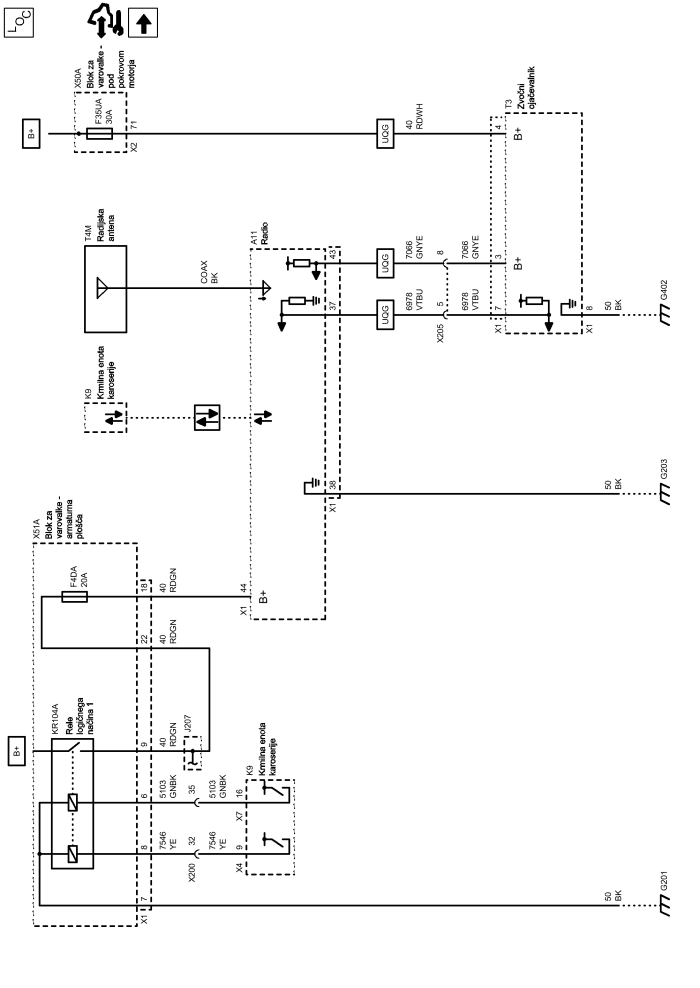 LOC
B+
X51A
Blok za
varovalke -
armaturna
plošča
KR104A
Rele
logičnega
načina 1
F4DA
20A
X1
7
8
6
9
22
18
7546
YE
5103
GNBK
40
RDGN
40
RDGN
40
RDGN
J207
X200
32
35
7546
YE
5103
GNBK
X4
9
X7
16
K9
Krmilna enota
karoserije
X1
44
B+
K9
Krmilna enota
karoserije
T4M
Radijska
antena
COAX
BK
A11
Radio
X1
38
37
43
B+
X50A
Blok za
varovalke -
pod
pokrovom
motorja
F35UA
30A
X2
71
UQG
UQG
UQG
6978
VTBU
7066
GNYE
40
RDWH
X205
5
8
6978
VTBU
7066
GNYE
X1
7
3
4
T3
Zvočni
ojačevalnik
B+
B+
X1
8
50
BK
50
BK
50
BK
G201
G203
G402